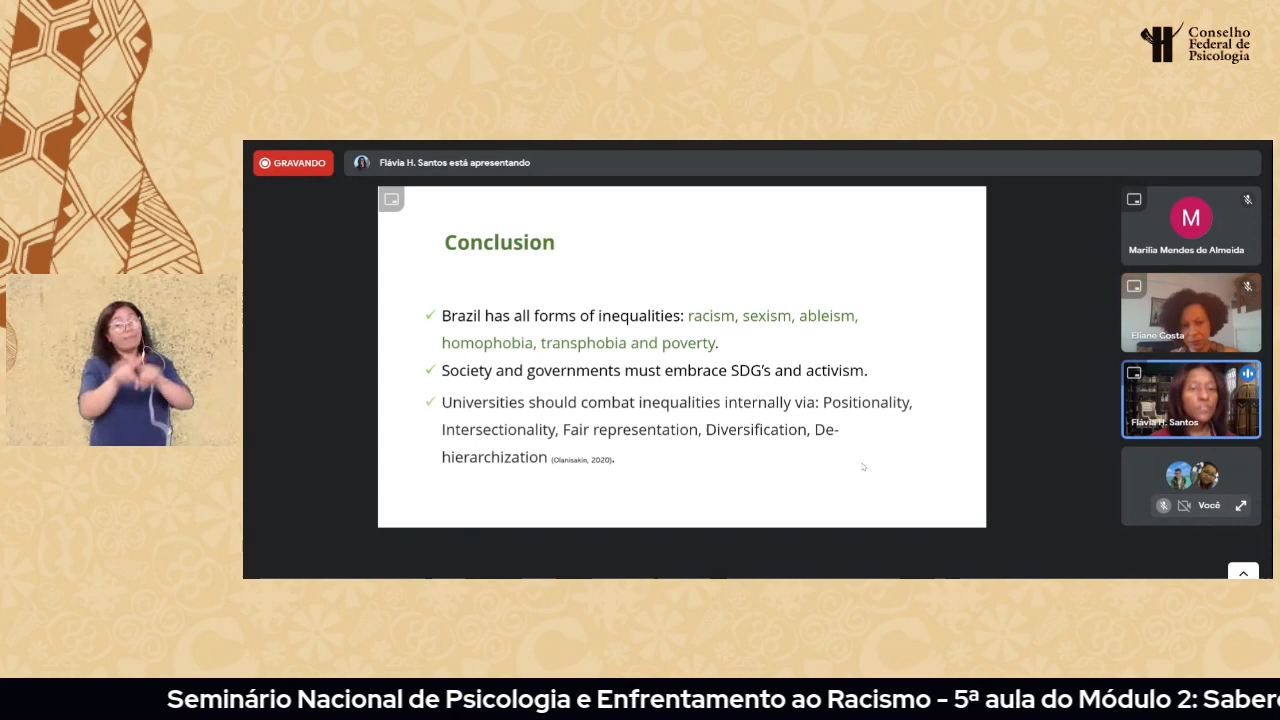 Conselho
Federal de
Psicologia
GRAVANDO
Flávia H. Santos está apresentando
Conclusion
✓ Brazil has all forms of inequalities: racism, sexism, ableism,
homophobia, transphobia and poverty.
✓ Society and governments must embrace SDG's and activism.
✓ Universities should combat inequalities internally via: Positionality,
Intersectionality, Fair representation, Diversification, De-
hierarchization (Olanisakin, 2020).
M
Marília Mendes de Almeida
Eliane Costa
Flávia H. Santos
Você
Seminário Nacional de Psicologia e Enfrentamento ao Racismo - 5ª aula do Módulo 2: Sabere